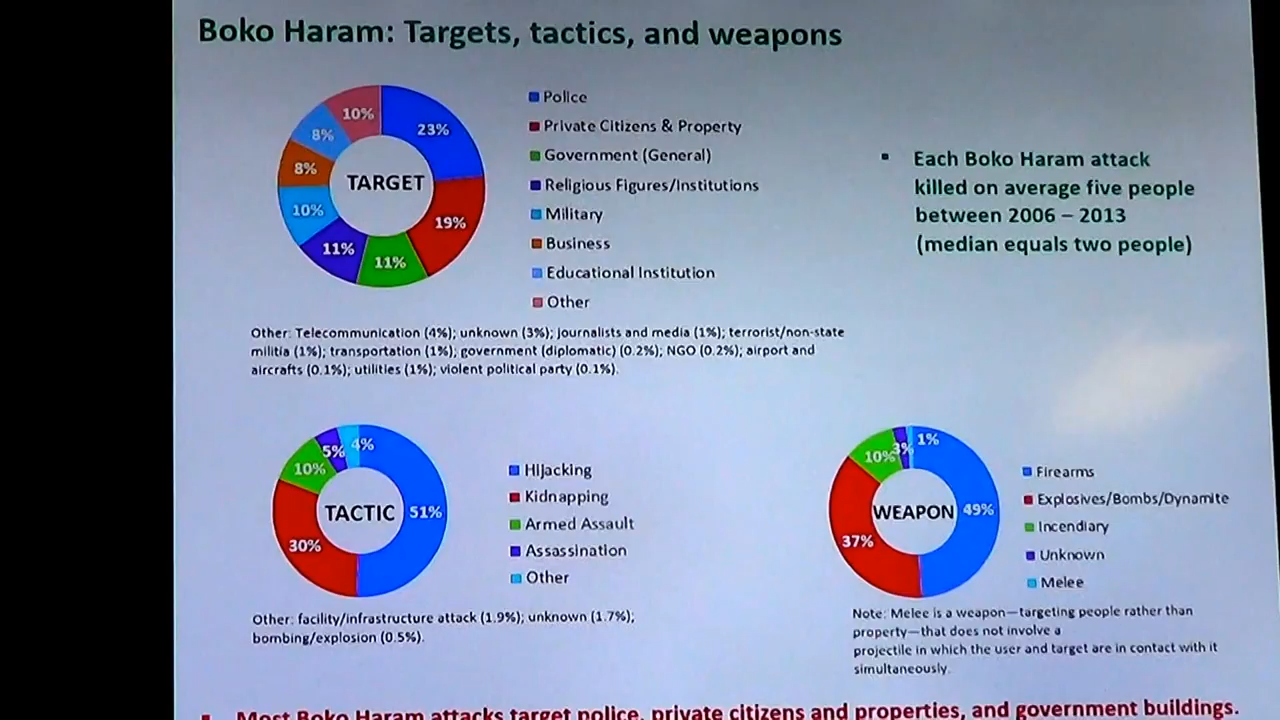 Boko Haram: Targets, tactics, and weapons
10%
23%
8%
8%
TARGET
10%
19%
11%
11%
Police
Private Citizens & Property
Government (General)
Religious Figures/Institutions
Military
Business
Educational Institution
Other
▪ Each Boko Haram attack
killed on average five people
between 2006 – 2013
(median equals two people)
Other: Telecommunication (4%); unknown (3%); journalists and media (1%); terrorist/non-state
militia (1%); transportation (1%); government (diplomatic) (0.2%); NGO (0.2%); airport and
aircrafts (0.1%); utilities (1%); violent political party (0.1%).
5%
4%
10%
TACTIC
51%
30%
Hijacking
Kidnapping
Armed Assault
Assassination
Other
Other: facility/infrastructure attack (1.9%); unknown (1.7%);
bombing/explosion (0.5%).
10%
3%
1%
WEAPON
49%
37%
Firearms
Explosives/Bombs/Dynamite
Incendiary
Unknown
Melee
Note: Melee is a weapon—targeting people rather than
property—that does not involve a
projectile in which the user and target are in contact with it
simultaneously.
▪ Most Boko Haram attacks target police, private citizens and properties, and government buildings.